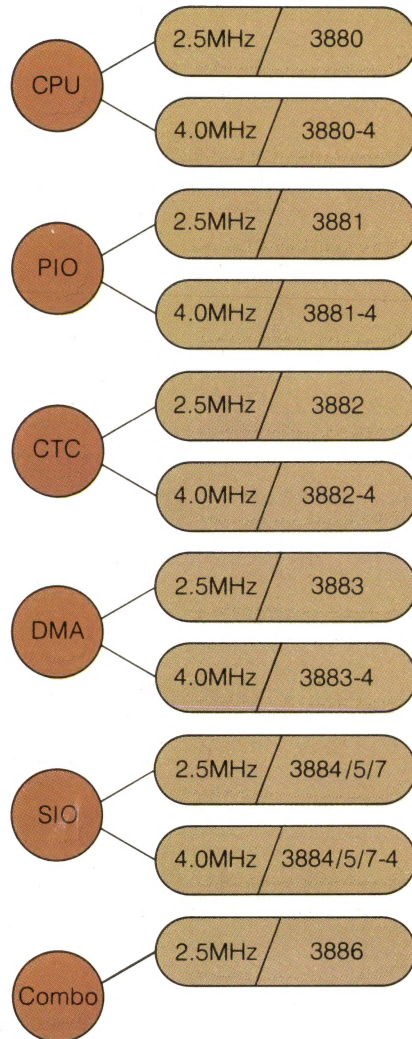 CPU
2.5MHz / 3880
4.0MHz / 3880-4
PIO
2.5MHz / 3881
4.0MHz / 3881-4
CTC
2.5MHz / 3882
4.0MHz / 3882-4
DMA
2.5MHz / 3883
4.0MHz / 3883-4
SIO
2.5MHz / 3884/5/7
4.0MHz / 3884/5/7-4
Combo
2.5MHz / 3886